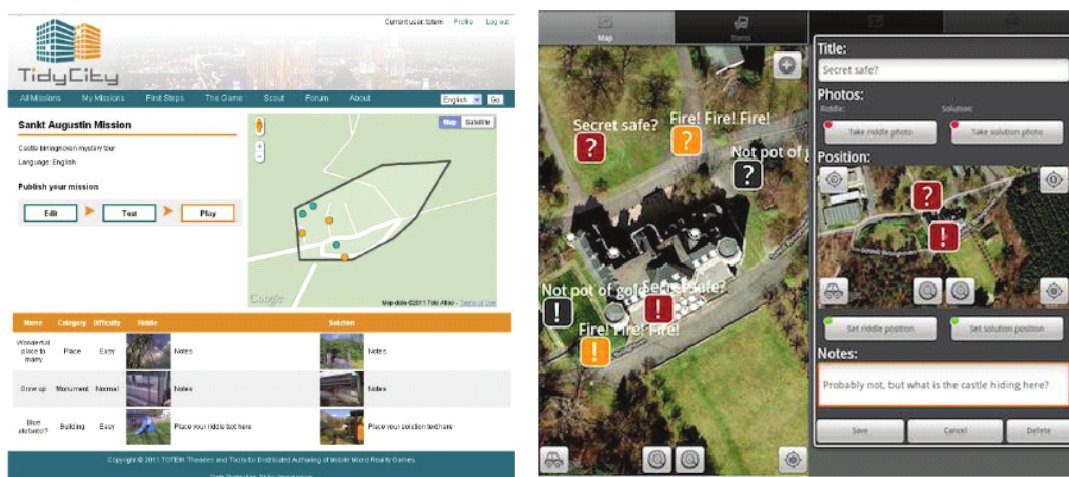 Current user: totem Profile Log out
TidyCity
All Missions My Missions First Steps The Game Scout Forum About English Go
Sankt Augustin Mission
Castle birlinghoven mystery tour
Language: English
Publish your mission
Edit Test Play
Map Satellite
Google
Map data ©2011 Tele Atlas - Terms of Use
Name Category Difficulty Riddle Solution
Wonderfull place to marry Place Easy Notes Notes
Grow up Monument Normal Notes Notes
Blue Building Easy Place your riddle text here Place your solution text here
Copyright © 2011 TOTEM: Theories and Tools for Distributed Authoring of Mobile Mixed Reality Games
Map
Items
Secret safe?
Fire! Fire! Fire!
?
?
Not pot of g
?
Not pot of gold
Secret safe?
!
!
Fire! Fire! Fire!
!
Title:
Secret safe?
Photos:
Riddle: Solution:
Take riddle photo Take solution photo
Position:
?
!
Set riddle position Set solution position
Notes:
Probably not, but what is the castle hiding here?
Save Cancel Delete